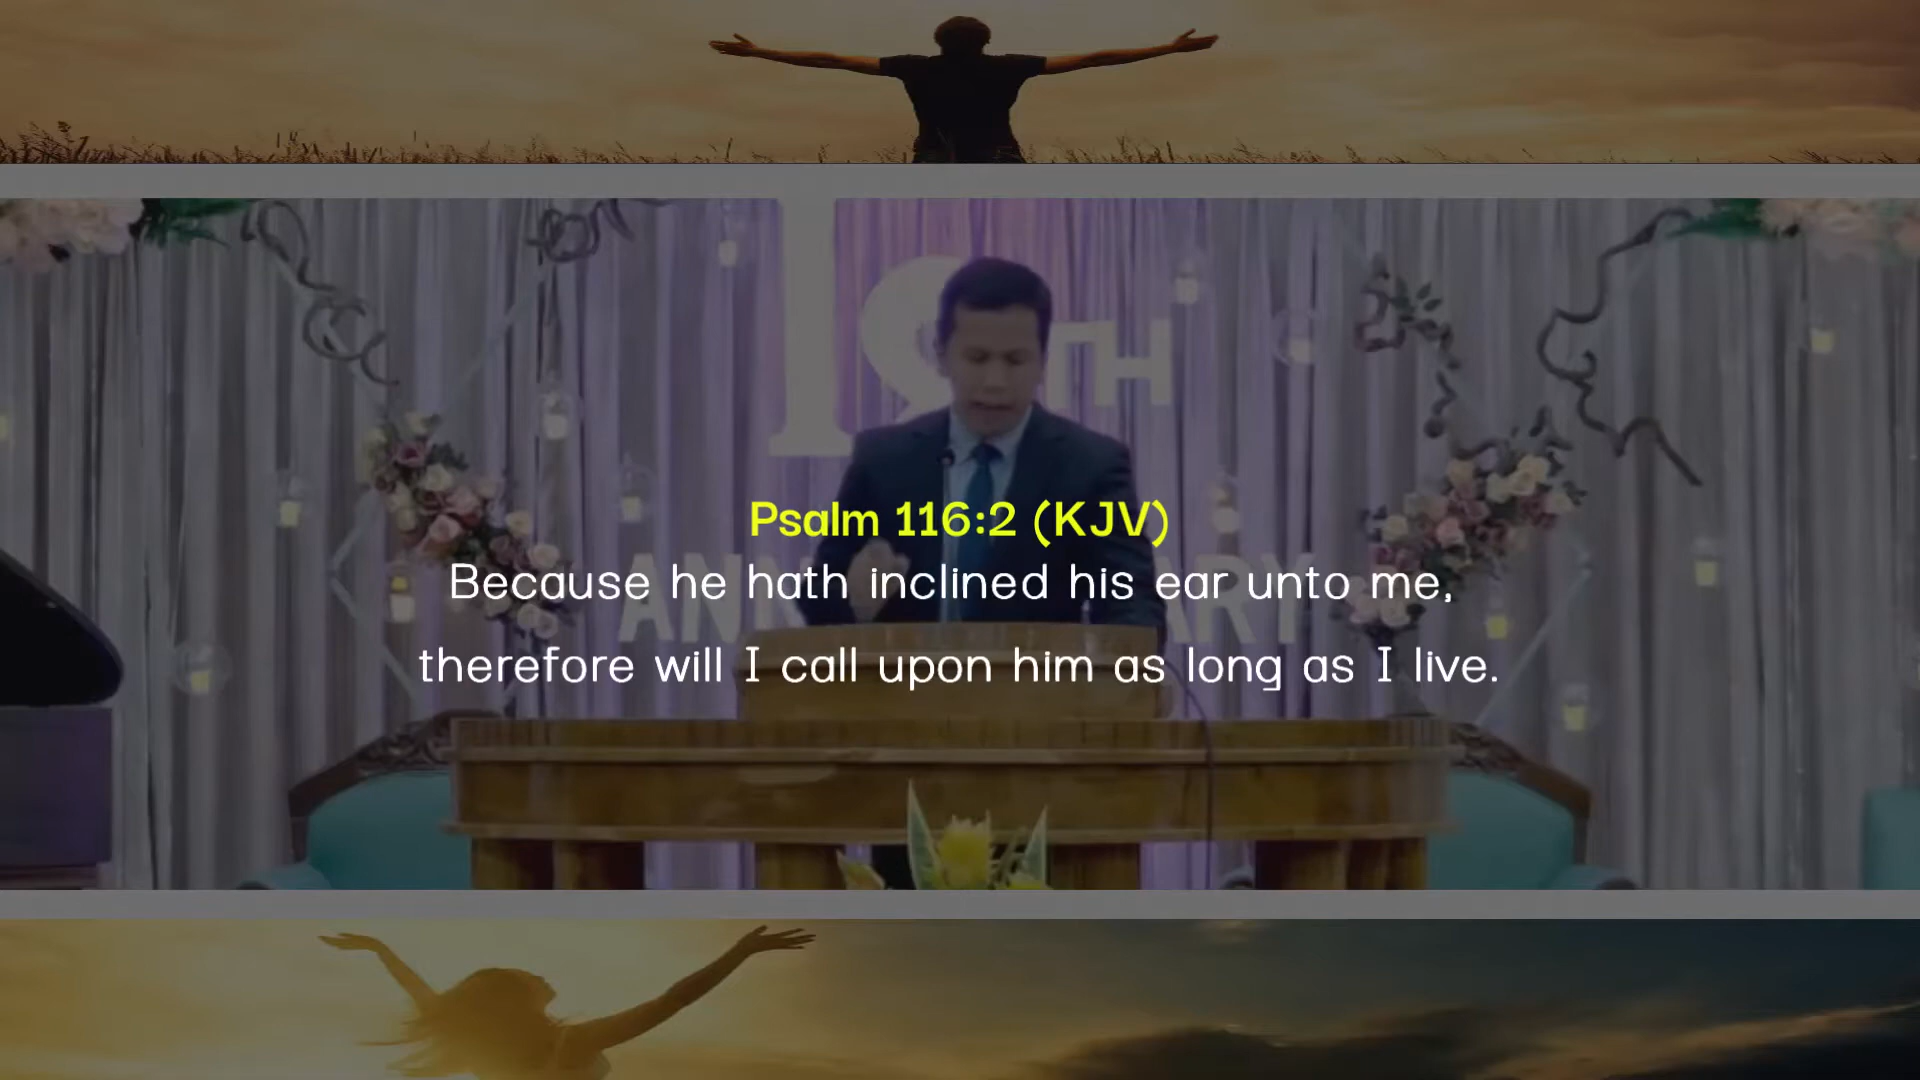 TH
Psalm 116:2 (KJV)
Because he hath inclined his ear unto me,
therefore will I call upon him as long as I live.